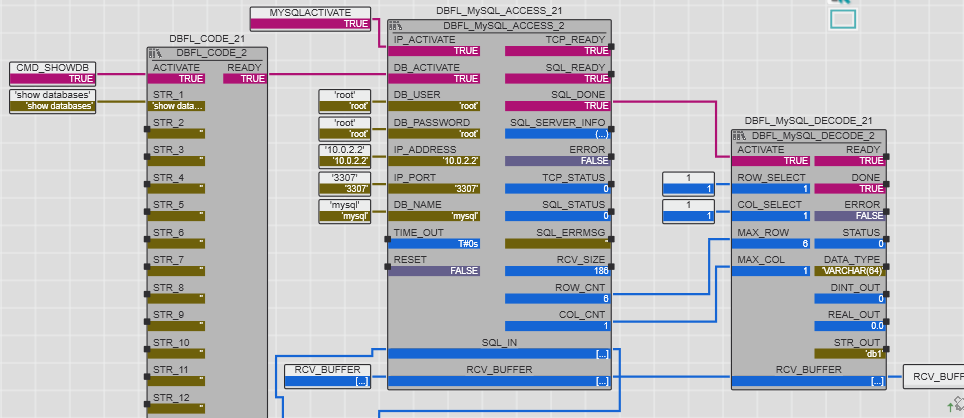 MYSQLACTIVATE
TRUE
DBFL_MySQL_ACCESS_21
DBFL_MySQL_ACCESS_2
IP_ACTIVATE
TRUE
TCP_READY
TRUE
DB_ACTIVATE
TRUE
SQL_READY
TRUE
DB_USER
'root'
SQL_DONE
TRUE
DB_PASSWORD
'root'
SQL_SERVER_INFO
(...)
IP_ADDRESS
'10.0.2.2'
ERROR
FALSE
IP_PORT
'3307'
TCP_STATUS
0
DB_NAME
'mysql'
SQL_STATUS
0
TIME_OUT
T#0s
SQL_ERRMSG
''
RESET
FALSE
RCV_SIZE
186
ROW_CNT
6
COL_CNT
1
SQL_IN
[...]
RCV_BUFFER
[...]
DBFL_CODE_21
DBFL_CODE_2
ACTIVATE
TRUE
READY
TRUE
STR_1
'show data...
STR_2
''
STR_3
''
STR_4
''
STR_5
''
STR_6
''
STR_7
''
STR_8
''
STR_9
''
STR_10
''
STR_11
''
STR_12
''
CMD_SHOWDB
TRUE
'show databases'
'show databases'
'root'
'root'
'root'
'root'
'10.0.2.2'
'10.0.2.2'
'3307'
'3307'
'mysql'
'mysql'
RCV_BUFFER
[...]
DBFL_MySQL_DECODE_21
DBFL_MySQL_DECODE_2
ACTIVATE
TRUE
READY
TRUE
ROW_SELECT
1
DONE
TRUE
COL_SELECT
1
ERROR
FALSE
MAX_ROW
6
STATUS
0
MAX_COL
1
DATA_TYPE
'VARCHAR(64)'
DINT_OUT
0
REAL_OUT
0.0
STR_OUT
'db1'
RCV_BUFFER
[...]
1
1
1
1
RCV_BUFF